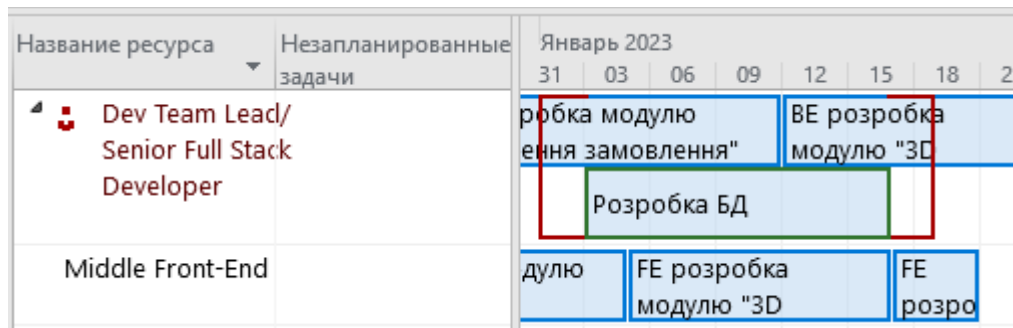 Название ресурса
Незапланированные
задачи
Январь 2023
31 03 06 09 12 15 18 2
Dev Team Lead/
Senior Full Stack
Developer
робка модулю
ення замовлення"
BE розробка
модулю "3D
Розробка БД
Middle Front-End
дулю
FE розробка
модулю "3D
FE
розро